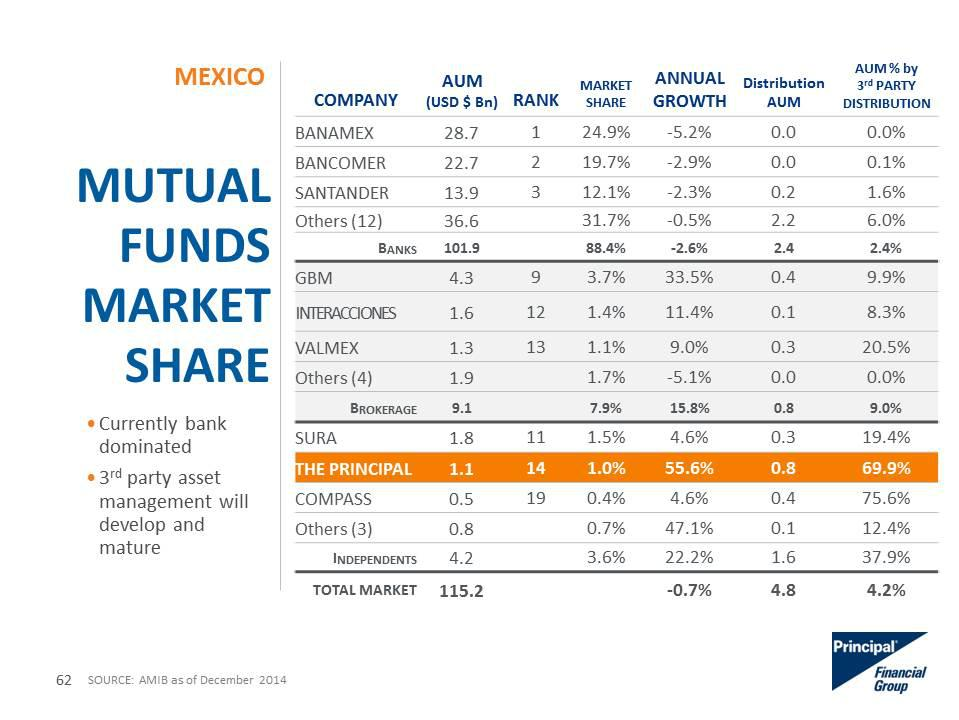 MEXICO
MUTUAL
FUNDS
MARKET
SHARE
• Currently bank
dominated
• 3rd party asset
management will
develop and
mature
COMPANY AUM (USD $ Bn) RANK MARKET SHARE ANNUAL GROWTH Distribution AUM AUM % by 3rd PARTY DISTRIBUTION
BANAMEX 28.7 1 24.9% -5.2% 0.0 0.0%
BANCOMER 22.7 2 19.7% -2.9% 0.0 0.1%
SANTANDER 13.9 3 12.1% -2.3% 0.2 1.6%
Others (12) 36.6 31.7% -0.5% 2.2 6.0%
BANKS 101.9 88.4% -2.6% 2.4 2.4%
GBM 4.3 9 3.7% 33.5% 0.4 9.9%
INTERACCIONES 1.6 12 1.4% 11.4% 0.1 8.3%
VALMEX 1.3 13 1.1% 9.0% 0.3 20.5%
Others (4) 1.9 1.7% -5.1% 0.0 0.0%
BROKERAGE 9.1 7.9% 15.8% 0.8 9.0%
SURA 1.8 11 1.5% 4.6% 0.3 19.4%
THE PRINCIPAL 1.1 14 1.0% 55.6% 0.8 69.9%
COMPASS 0.5 19 0.4% 4.6% 0.4 75.6%
Others (3) 0.8 0.7% 47.1% 0.1 12.4%
INDEPENDENTS 4.2 3.6% 22.2% 1.6 37.9%
TOTAL MARKET 115.2 -0.7% 4.8 4.2%
62 SOURCE: AMIB as of December 2014
Principal®
Financial
Group